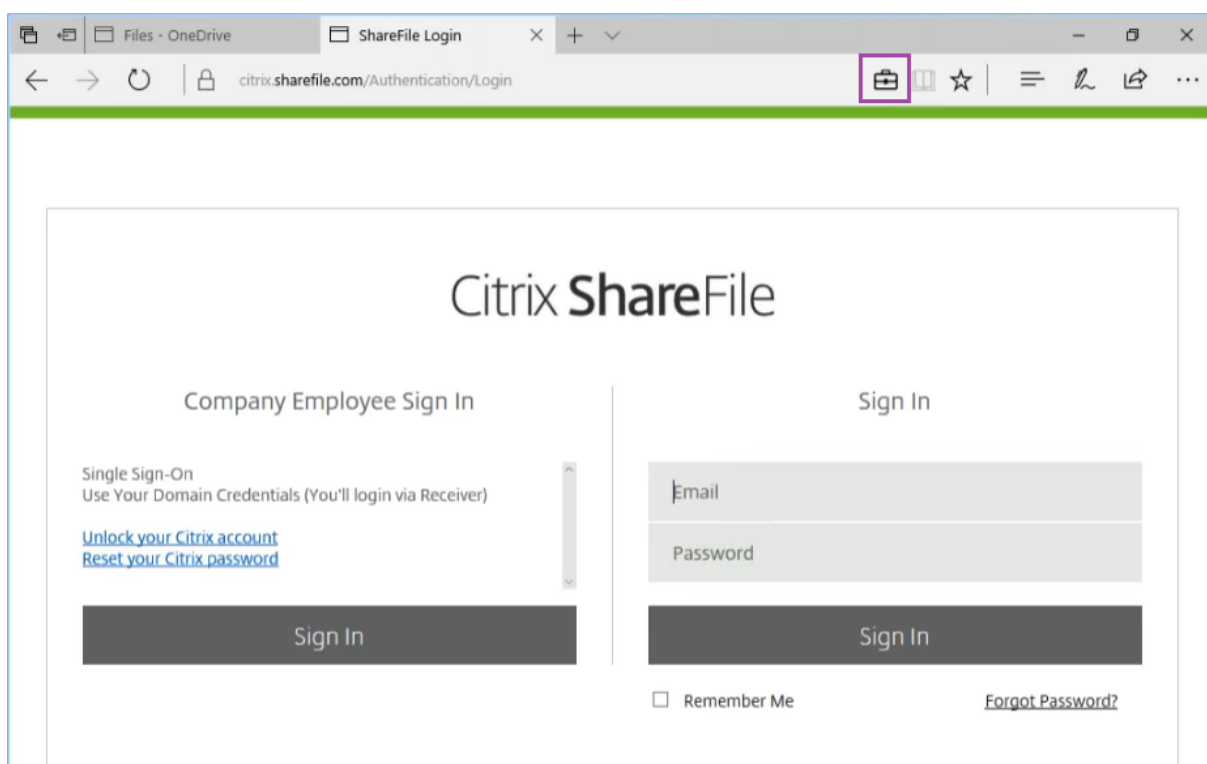 Files - OneDrive
ShareFile Login
citrix.sharefile.com/Authentication/Login
Citrix ShareFile
Company Employee Sign In
Single Sign-On
Use Your Domain Credentials (You'll login via Receiver)
Unlock your Citrix account
Reset your Citrix password
Sign In
Sign In
Email
Password
Sign In
Remember Me
Forgot Password?